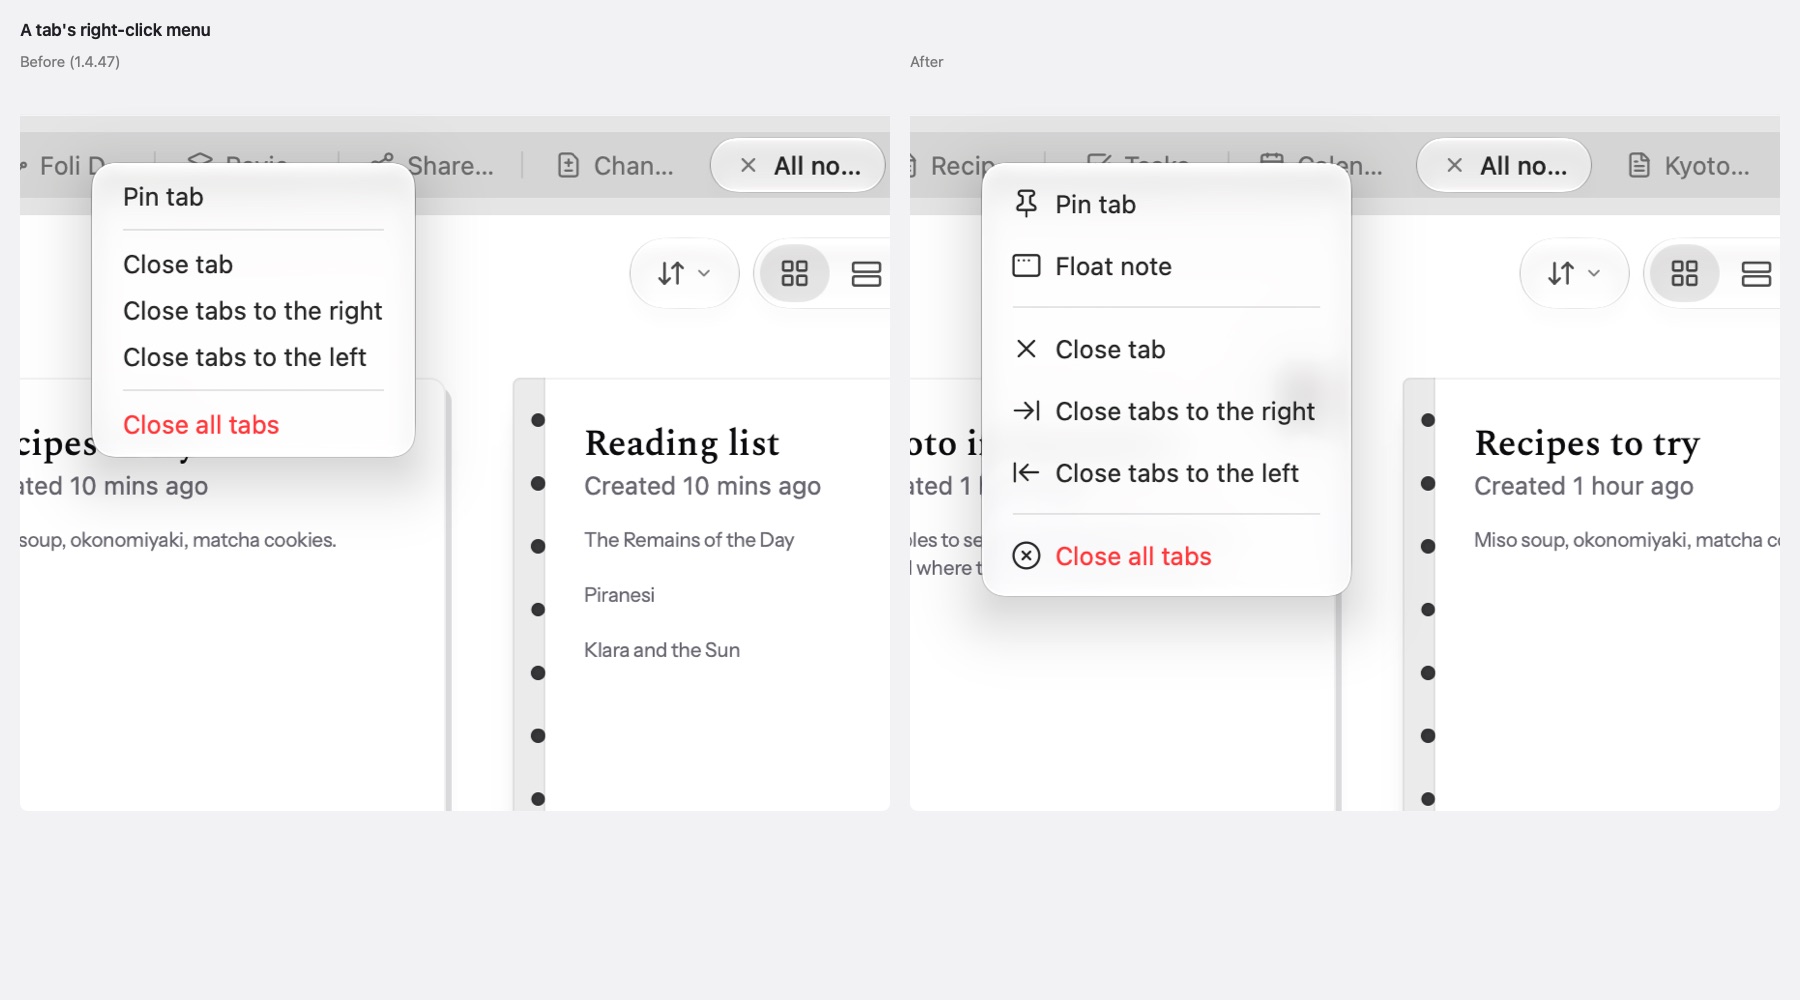 A tab's right-click menu
Before (1.4.47)
Foli D
Share...
Chan...
All no...
Pin tab
Close tab
Close tabs to the right
Close tabs to the left
Close all tabs
cipes
ated 10 mins ago
soup, okonomiyaki, matcha cookies.
Reading list
Created 10 mins ago
The Remains of the Day
Piranesi
Klara and the Sun
After
Recip
Tasks
Calen...
All no...
Kyoto...
Pin tab
Float note
Close tab
Close tabs to the right
Close tabs to the left
Close all tabs
oto i
ated 1
ples to se
l where t
Recipes to try
Created 1 hour ago
Miso soup, okonomiyaki, matcha c